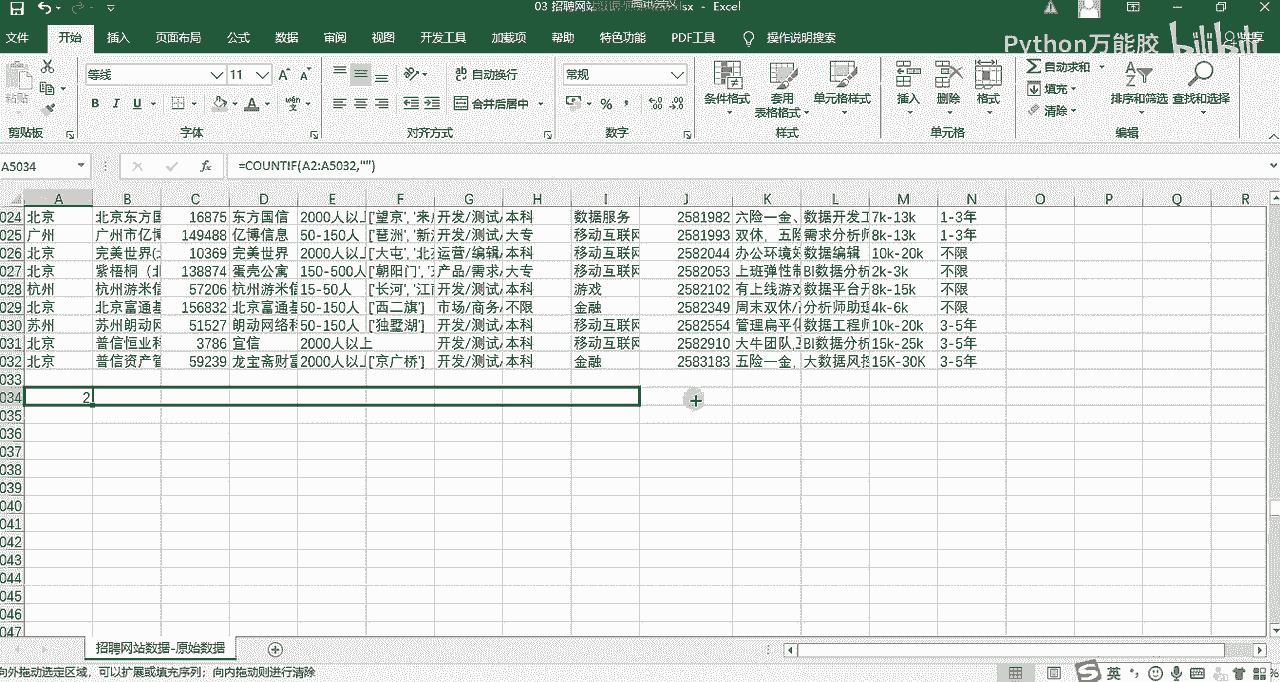 03 招聘网站 sx - Excel
文件 开始 插入 页面布局 公式 数据 审阅 视图 开发工具 加载项 帮助 特色功能 PDF工具 操作说明搜索
Python万能胶 bilibili
粘贴 等线 11 自动换行 常规 条件格式 套用 单元格样式 插入 删除 格式 自动求和 排序和筛选 查找和选择
B I U 合并后居中 % 表格格式 填充 清除
剪贴板 字体 对齐方式 数字 样式 单元格 编辑
A5034 fx =COUNTIF(A2:A5032,"")
A B C D E F G H I J K L M N O P Q R
024 北京 北京东方国 16875 东方国信 2000人以上 ['望京', '来 开发/测试/ 本科 数据服务 2581982 六险一金、 数据开发工 7k-13k 1-3年
025 广州 广州市亿博 149488 亿博信息 50-150人 ['琶洲', '新 开发/测试/ 大专 移动互联网 2581993 双休，五险 需求分析师 8k-13k 1-3年
026 北京 完美世界( 10369 完美世界 2000人以上 ['大屯', '北 运营/编辑/ 本科 移动互联网 2582044 办公环境好 数据编辑 10k-20k 不限
027 北京 紫梧桐（北 138874 蛋壳公寓 150-500人 ['朝阳门', ' 产品/需求/ 大专 移动互联网 2582053 上班弹性制 BI数据分析 2k-3k 不限
028 杭州 杭州游米信 57206 杭州游米信 15-50人 ['长河', '江 开发/测试/ 本科 游戏 2582102 有上线游戏 数据平台开 8k-15k 不限
029 北京 北京富通基 156832 北京富通基 50-150人 ['西二旗'] 市场/商务/ 不限 金融 2582349 周末双休/ 分析师助理 4k-6k 不限
030 苏州 苏州朗动网 51527 朗动网络科 50-150人 ['独墅湖'] 开发/测试/ 本科 移动互联网 2582554 管理扁平化 数据工程师 10k-20k 3-5年
031 北京 普信恒业科 3786 宜信 2000人以上 开发/测试/ 本科 移动互联网 2582910 大牛团队, BI数据分析 15k-25k 3-5年
032 北京 普信资产管 59239 龙宝斋财富 2000人以上 ['京广桥'] 开发/测试/ 本科 金融 2583183 五险一金， 大数据风控 15K-30K 3-5年
033
034 2
035
036
037
038
039
040
041
042
043
044
045
046
047
招聘网站数据-原始数据
向外拖动选定区域，可以扩展或填充序列；向内拖动则进行清除 英